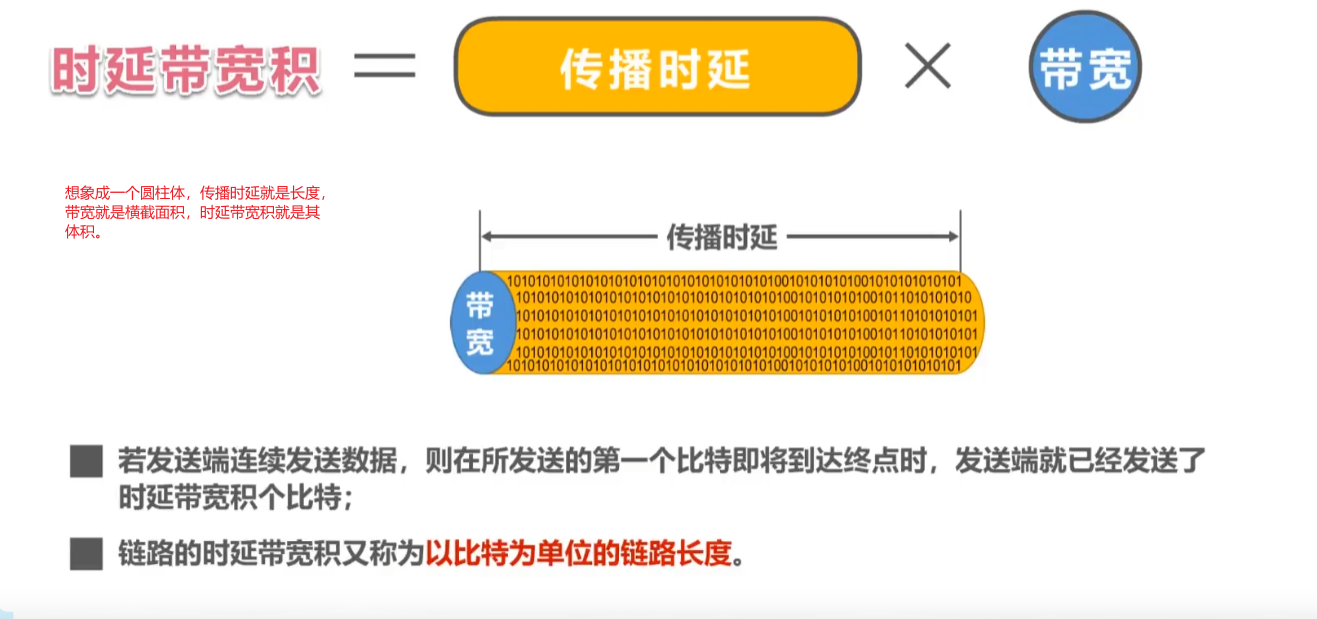 时延带宽积 = 传播时延 × 带宽
想象成一个圆柱体，传播时延就是长度，
带宽就是横截面积，时延带宽积就是其
体积。
传播时延
带
宽
■ 若发送端连续发送数据，则在所发送的第一个比特即将到达终点时，发送端就已经发送了
时延带宽积个比特；
■ 链路的时延带宽积又称为以比特为单位的链路长度。